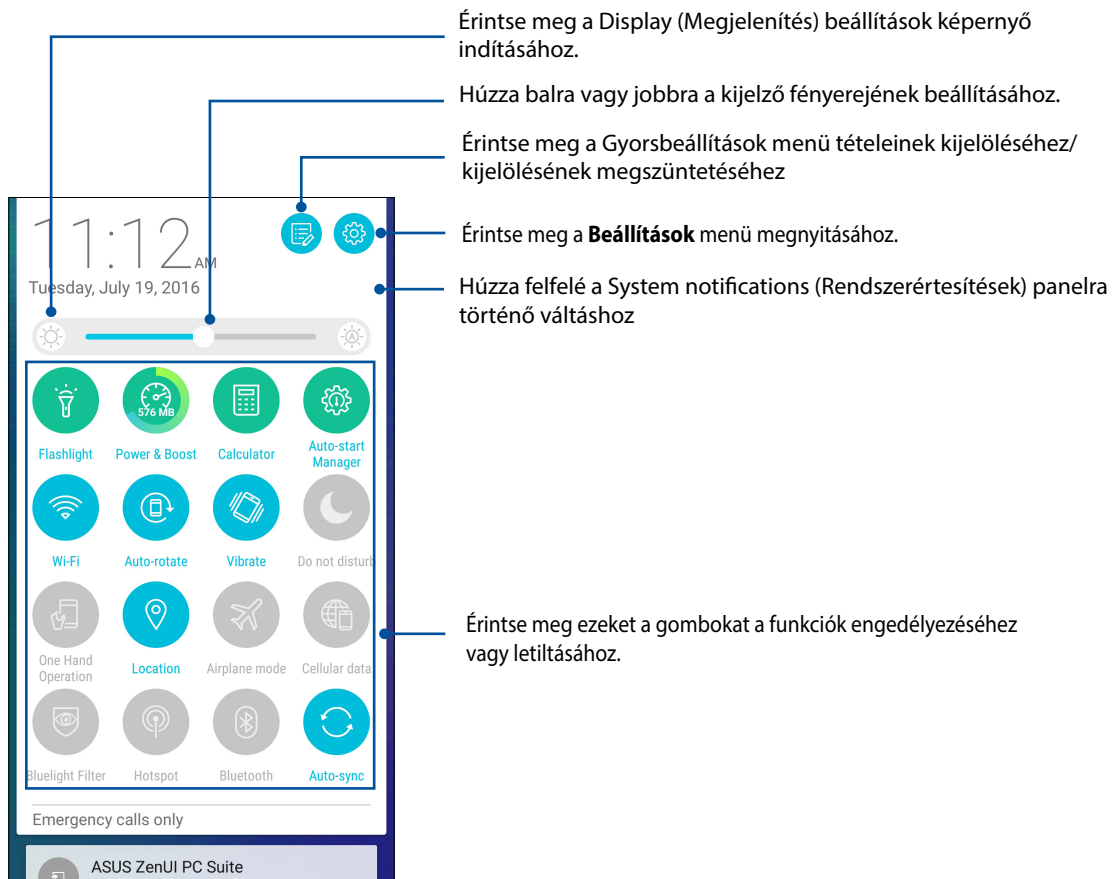 Érintse meg a Display (Megjelenítés) beállítások képernyő
indításához.
Húzza balra vagy jobbra a kijelző fényerejének beállításához.
Érintse meg a Gyorsbeállítások menü tételeinek kijelöléséhez/
kijelölésének megszüntetéséhez
Érintse meg a Beállítások menü megnyitásához.
Húzza felfelé a System notifications (Rendszerértesítések) panelra
történő váltáshoz
11:12 AM
Tuesday, July 19, 2016
A
576 MB
Flashlight Power & Boost Calculator Auto-start
Manager
Wi-Fi Auto-rotate Vibrate Do not disturb
Érintse meg ezeket a gombokat a funkciók engedélyezéséhez
vagy letiltásához.
One Hand
Operation Location Airplane mode Cellular data
Bluelight Filter Hotspot Bluetooth Auto-sync
Emergency calls only
ASUS ZenUI PC Suite